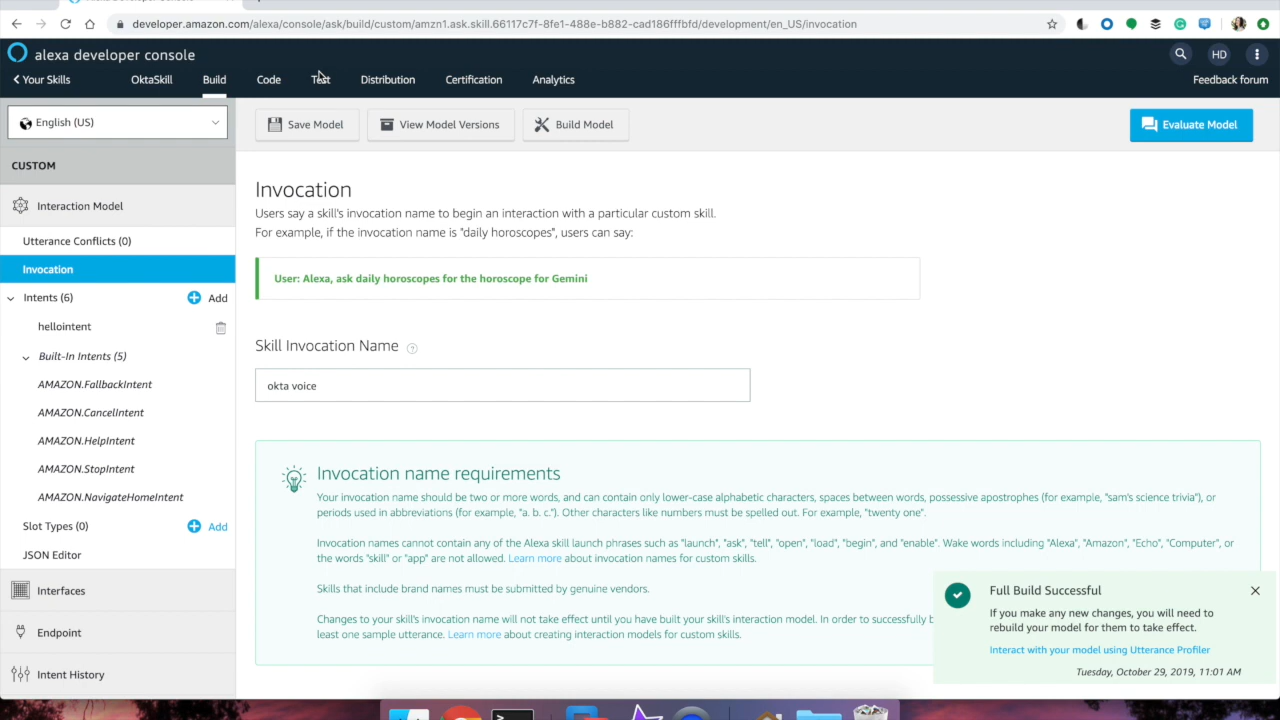 developer.amazon.com/alexa/console/ask/build/custom/amzn1.ask.skill.66117c7f-8fe1-488e-b882-cad186fffbfd/development/en_US/invocation
alexa developer console
HD
Your Skills
OktaSkill
Build
Code
Test
Distribution
Certification
Analytics
Feedback forum
English (US)
Save Model
View Model Versions
Build Model
Evaluate Model
CUSTOM
Interaction Model
Utterance Conflicts (0)
Invocation
Intents (6)
Add
hellointent
Built-In Intents (5)
AMAZON.FallbackIntent
AMAZON.CancelIntent
AMAZON.HelpIntent
AMAZON.StopIntent
AMAZON.NavigateHomeIntent
Slot Types (0)
Add
JSON Editor
Interfaces
Endpoint
Intent History
Invocation
Users say a skill's invocation name to begin an interaction with a particular custom skill.
For example, if the invocation name is "daily horoscopes", users can say:
User: Alexa, ask daily horoscopes for the horoscope for Gemini
Skill Invocation Name ?
okta voice
Invocation name requirements
Your invocation name should be two or more words, and can contain only lower-case alphabetic characters, spaces between words, possessive apostrophes (for example, "sam's science trivia"), or
periods used in abbreviations (for example, "a. b. c."). Other characters like numbers must be spelled out. For example, "twenty one".
Invocation names cannot contain any of the Alexa skill launch phrases such as "launch", "ask", "tell", "open", "load", "begin", and "enable". Wake words including "Alexa", "Amazon", "Echo", "Computer", or
the words "skill" or "app" are not allowed. Learn more about invocation names for custom skills.
Skills that include brand names must be submitted by genuine vendors.
Changes to your skill's invocation name will not take effect until you have built your skill's interaction model. In order to successfully b
least one sample utterance. Learn more about creating interaction models for custom skills.
Full Build Successful
If you make any new changes, you will need to
rebuild your model for them to take effect.
Interact with your model using Utterance Profiler
Tuesday, October 29, 2019, 11:01 AM